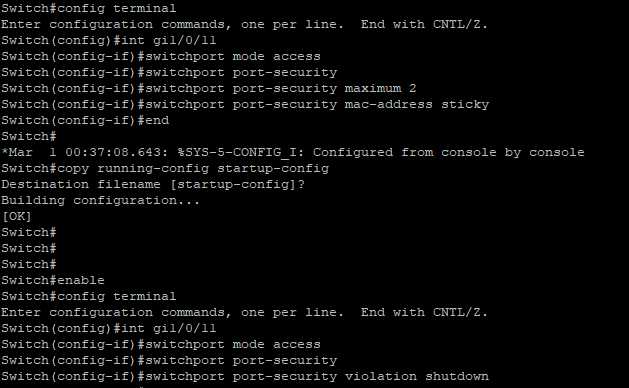 Switch#config terminal
Enter configuration commands, one per line.  End with CNTL/Z.
Switch(config)#int gi1/0/11
Switch(config-if)#switchport mode access
Switch(config-if)#switchport port-security
Switch(config-if)#switchport port-security maximum 2
Switch(config-if)#switchport port-security mac-address sticky
Switch(config-if)#end
Switch#
*Mar  1 00:37:08.643: %SYS-5-CONFIG_I: Configured from console by console
Switch#copy running-config startup-config
Destination filename [startup-config]?
Building configuration...
[OK]
Switch#
Switch#
Switch#
Switch#enable
Switch#config terminal
Enter configuration commands, one per line.  End with CNTL/Z.
Switch(config)#int gi1/0/11
Switch(config-if)#switchport mode access
Switch(config-if)#switchport port-security
Switch(config-if)#switchport port-security violation shutdown